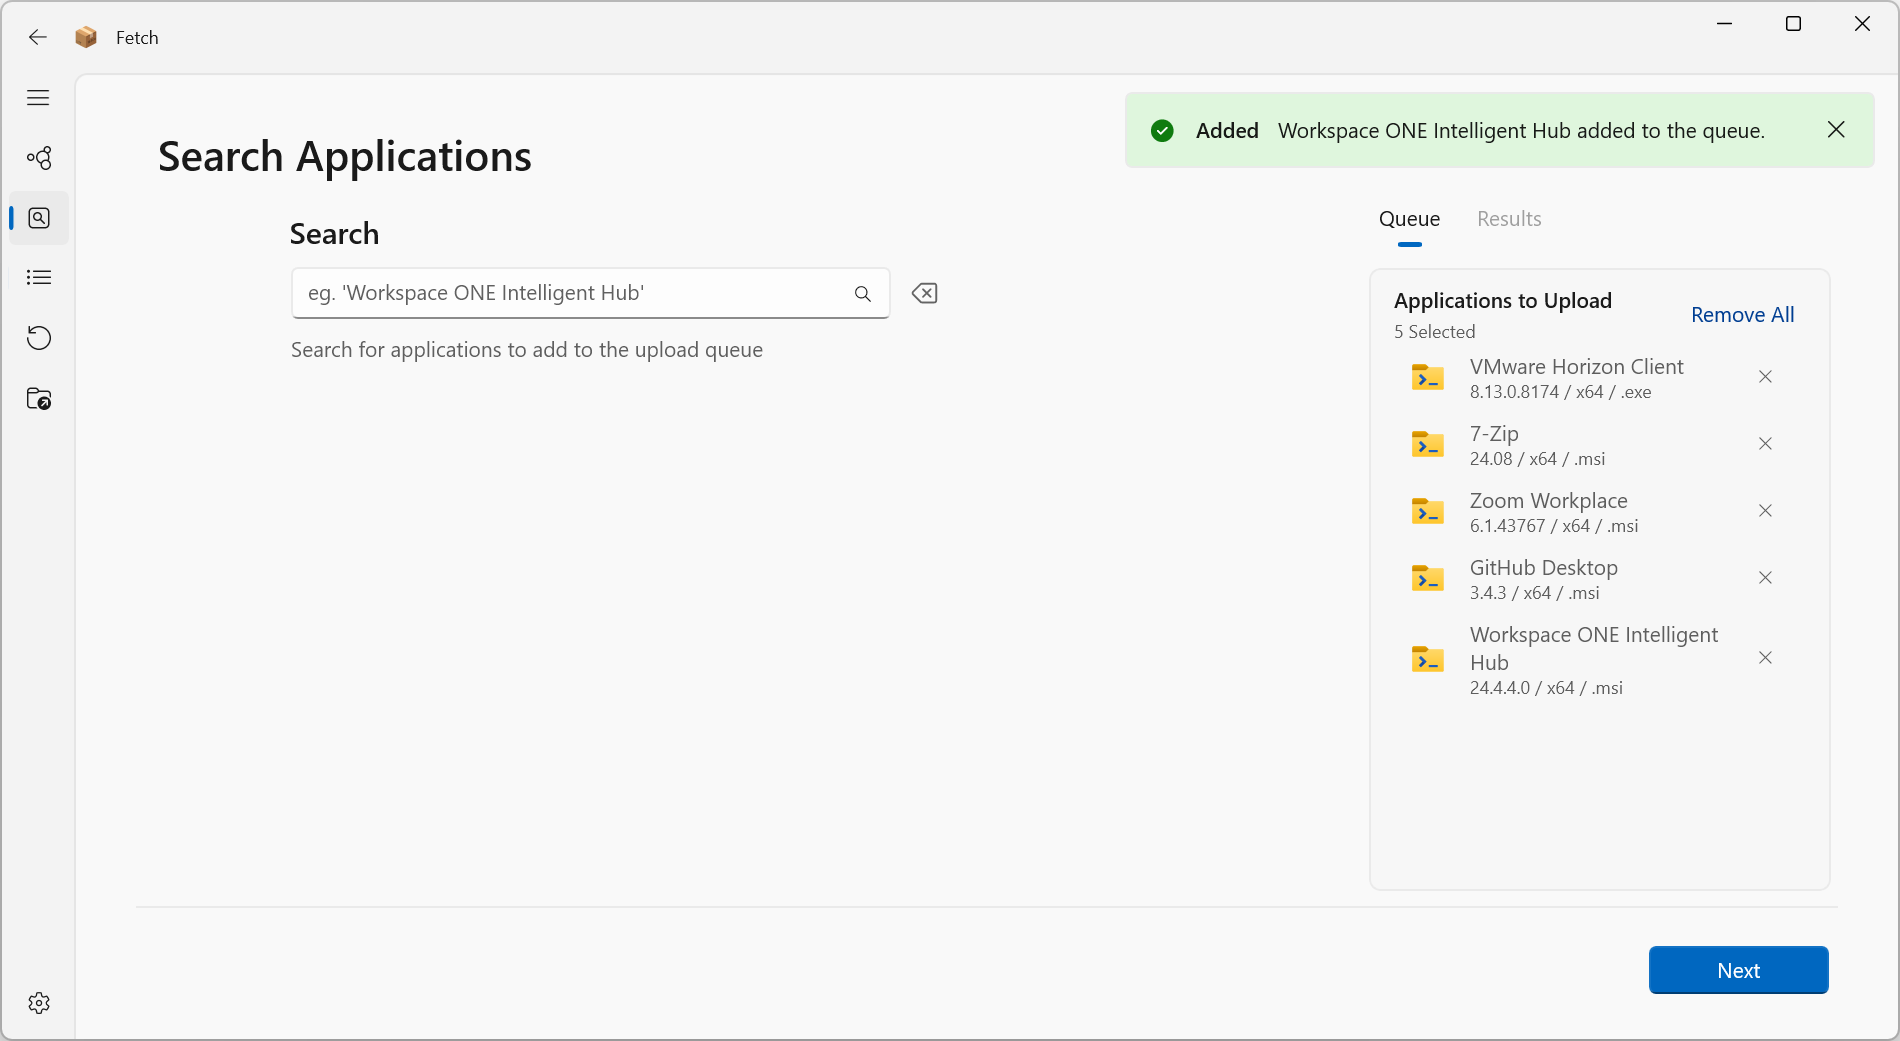 Fetch
Added Workspace ONE Intelligent Hub added to the queue.
Search Applications
Queue Results
Search
eg. 'Workspace ONE Intelligent Hub'
Search for applications to add to the upload queue
Applications to Upload
Remove All
5 Selected
VMware Horizon Client
8.13.0.8174 / x64 / .exe
7-Zip
24.08 / x64 / .msi
Zoom Workplace
6.1.43767 / x64 / .msi
GitHub Desktop
3.4.3 / x64 / .msi
Workspace ONE Intelligent
Hub
24.4.4.0 / x64 / .msi
Next